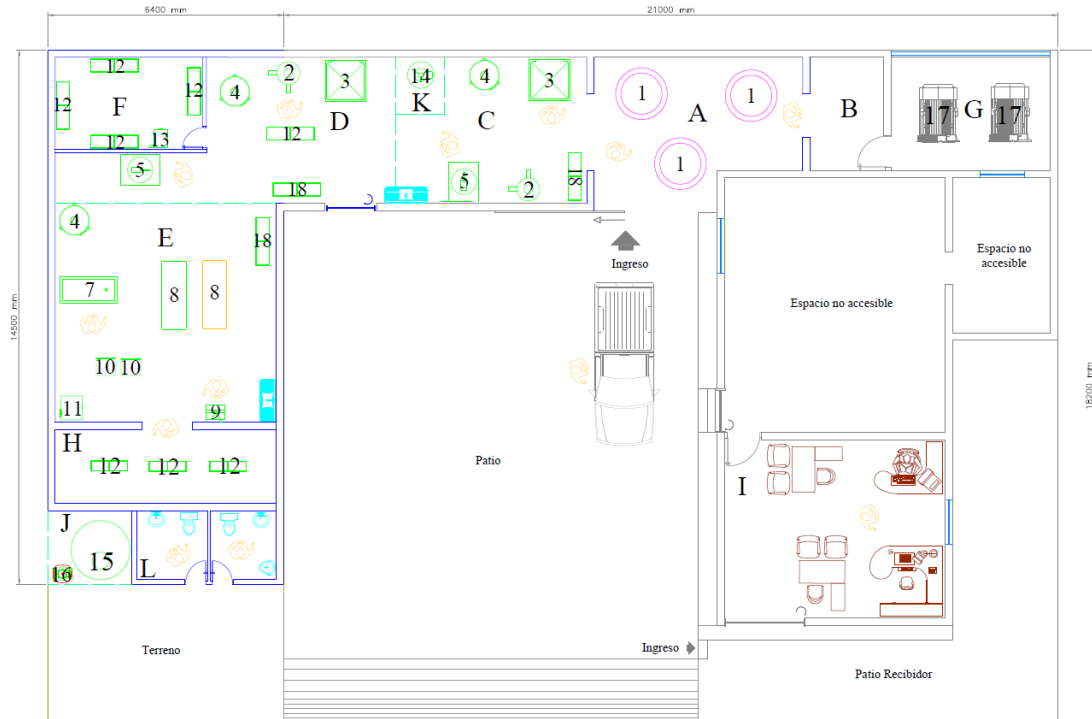 6400 mm
21000 mm
14500 mm
18200 mm
12
12
12
12
F
13
4
2
3
12
D
18
5
14
K
4
3
C
5
2
18
1
1
1
A
B
17
G
17
4
E
18
7
8
8
10
10
11
9
H
12
12
12
J
15
16
L
Ingreso
Espacio no accesible
Espacio no
accesible
Patio
I
Ingreso
Terreno
Patio Recibidor